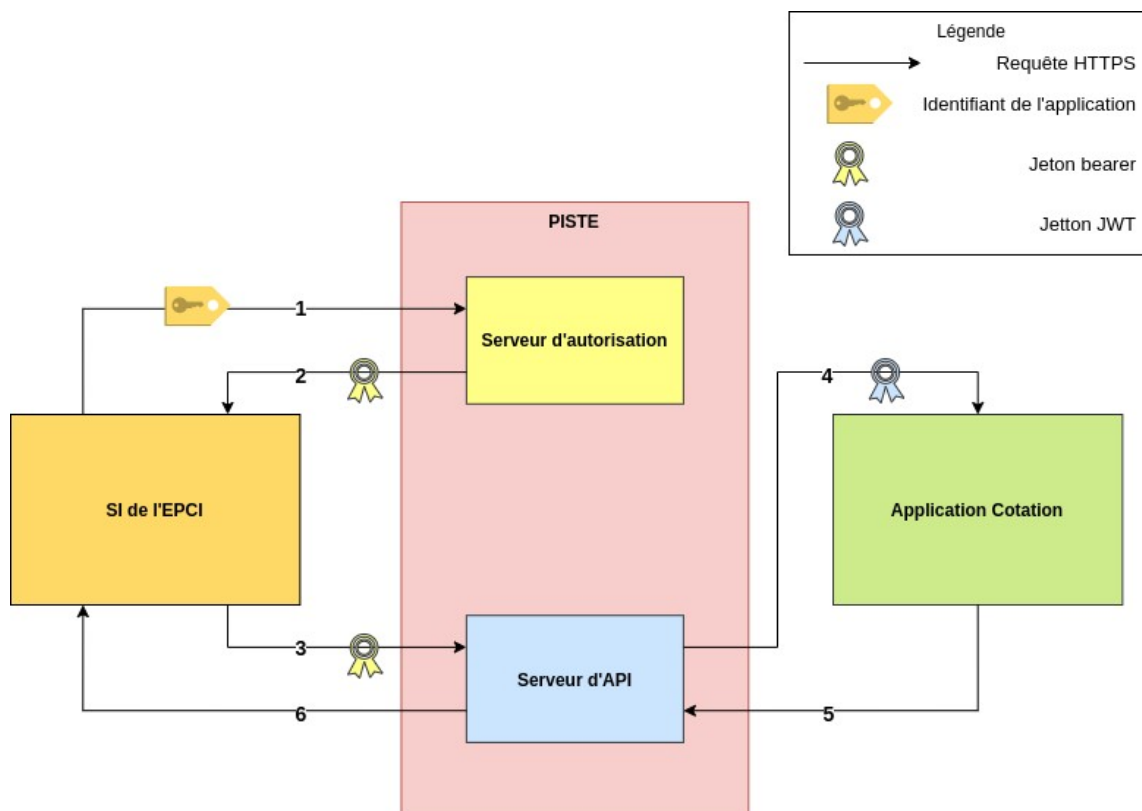 Légende
Requête HTTPS
Identifiant de l'application
Jeton bearer
Jetton JWT
PISTE
1
Serveur d'autorisation
2
4
SI de l'EPCI
Application Cotation
3
Serveur d'API
6
5